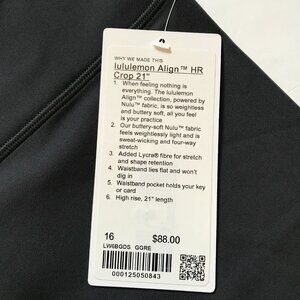 WHY WE MADE THIS
lululemon Align™ HR
Crop 21"
1. When feeling nothing is
everything. The lululemon
Align™ collection, powered by
Nulu™ fabric, is so weightless
and buttery soft, all you feel
is your practice
2. Our buttery-soft Nulu™ fabric
feels weightlessly light and is
sweat-wicking and four-way
stretch
3. Added Lycra® fibre for stretch
and shape retention
4. Waistband lies flat and won't
dig in
5. Waistband pocket holds your key
or card
6. High rise, 21" length
16 $88.00
LW6BGDS GGRE
000125050843